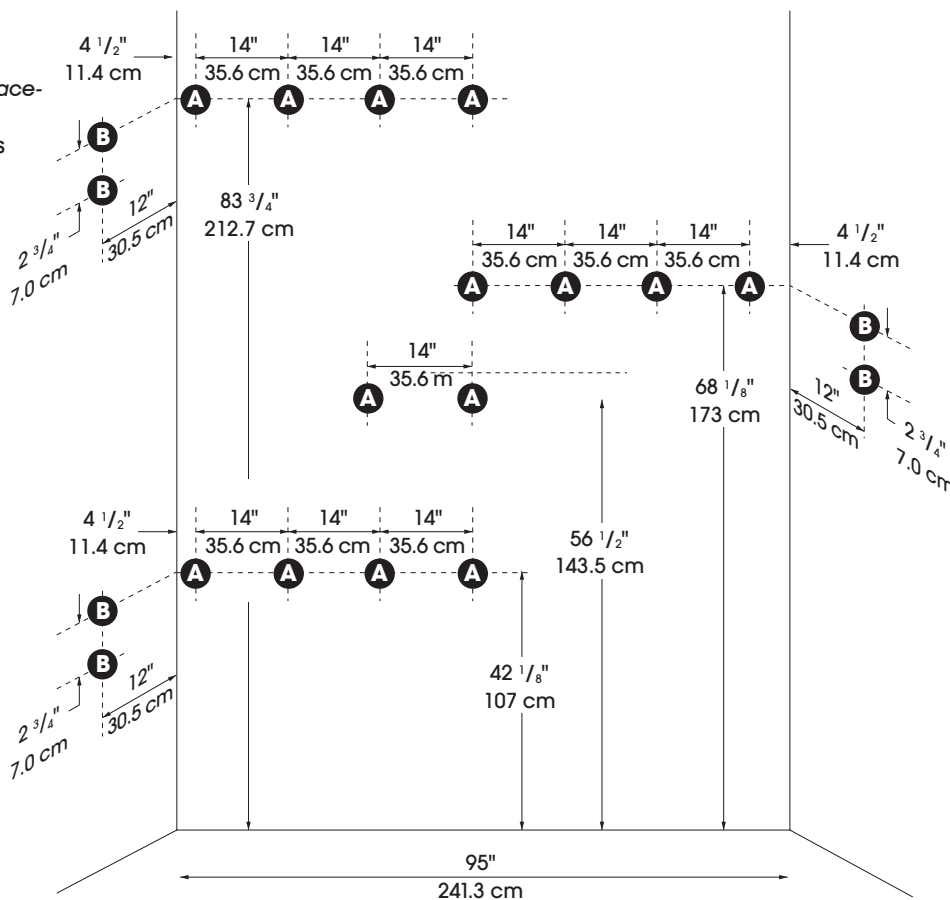 ace-
s
4 1/2"
11.4 cm
14" 14" 14"
35.6 cm 35.6 cm 35.6 cm
A A A A
B
B
12"
30.5 cm
2 3/4"
7.0 cm
83 3/4"
212.7 cm
14" 14" 14"
35.6 cm 35.6 cm 35.6 cm
4 1/2"
11.4 cm
A A A A
B
B
12"
30.5 cm
2 3/4"
7.0 cm
14"
35.6 m
A A
68 1/8"
173 cm
4 1/2"
11.4 cm
14" 14" 14"
35.6 cm 35.6 cm 35.6 cm
A A A A
56 1/2"
143.5 cm
B
B
12"
30.5 cm
2 3/4"
7.0 cm
42 1/8"
107 cm
95"
241.3 cm